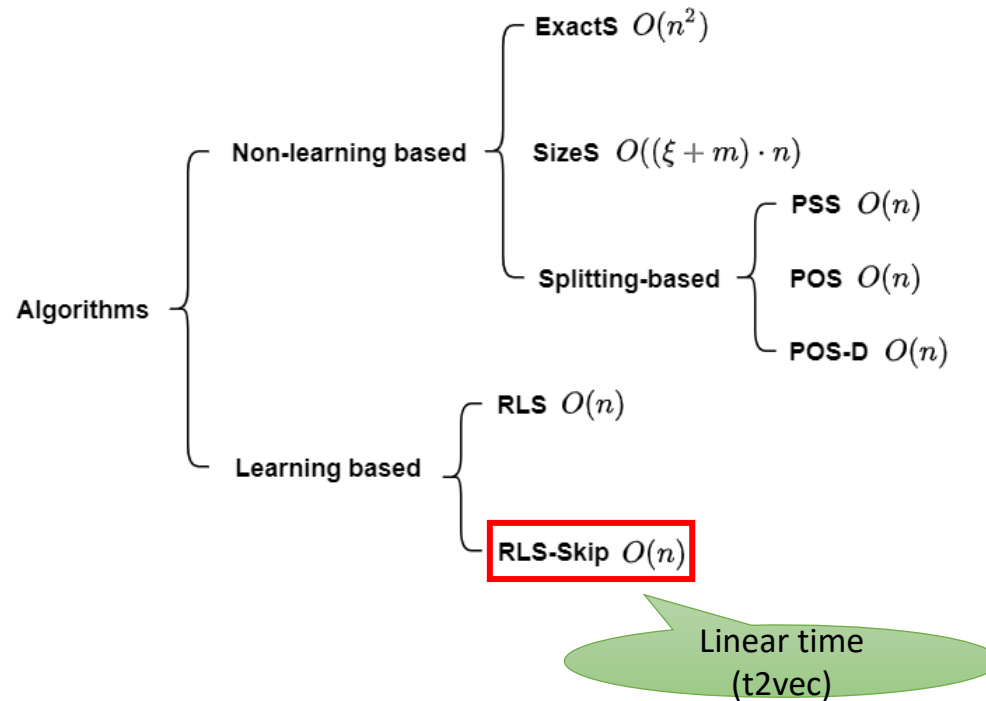 ExactS O(n²)
Non-learning based
SizeS O((ξ + m) · n)
PSS O(n)
Splitting-based
POS O(n)
Algorithms
POS-D O(n)
RLS O(n)
Learning based
RLS-Skip O(n)
Linear time
(t2vec)